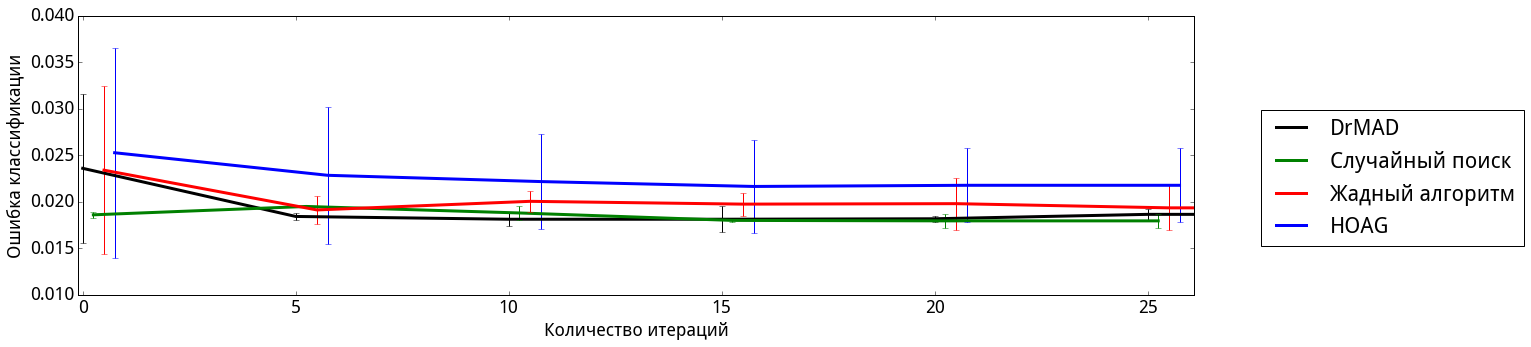 Ошибка классификации
0.040
0.035
0.030
0.025
0.020
0.015
0.010
0 5 10 15 20 25
Количество итераций
DrMAD
Случайный поиск
Жадный алгоритм
HOAG